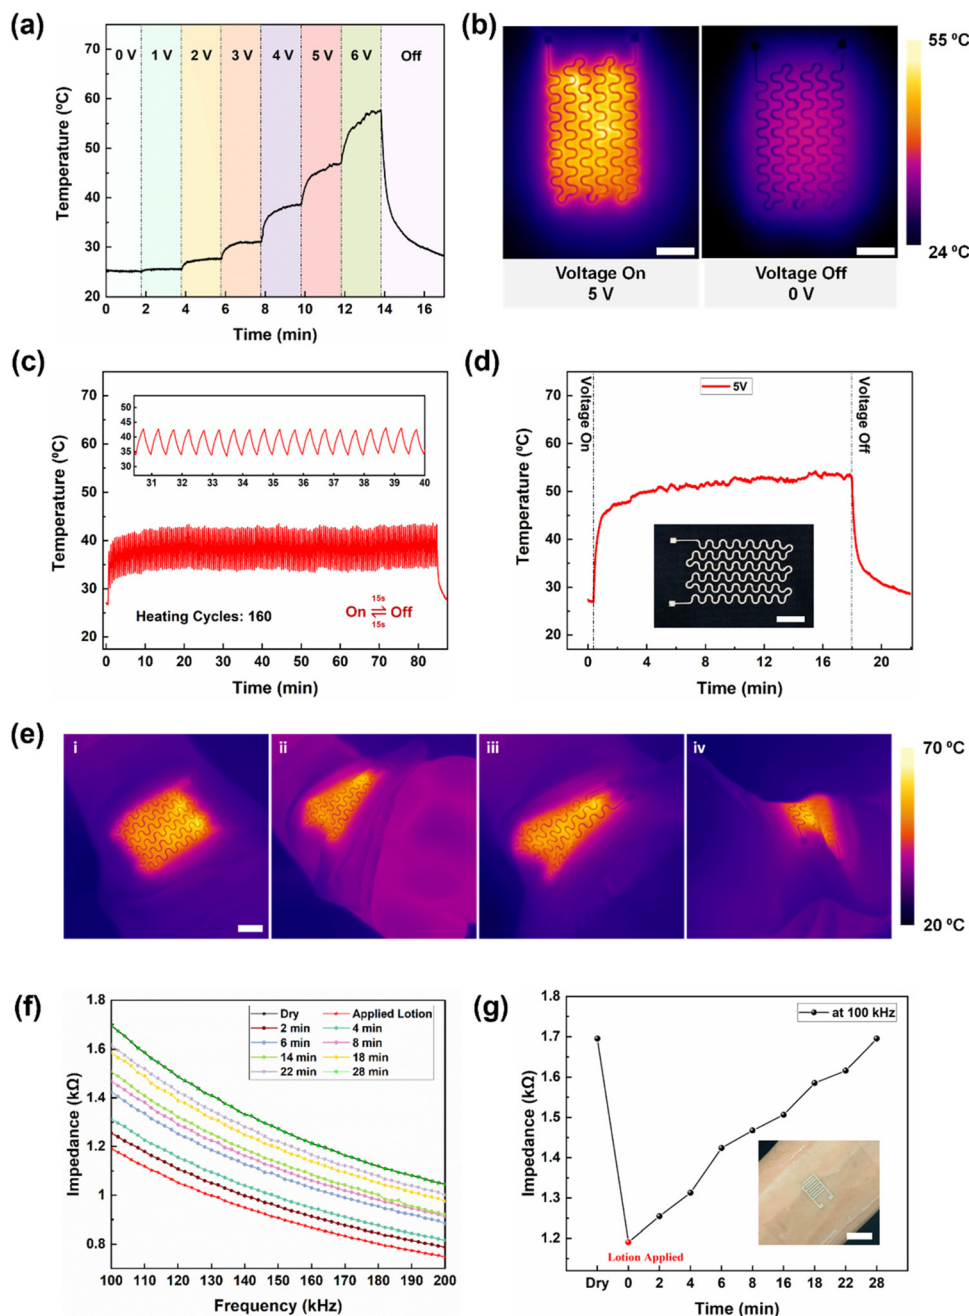 (a)
75
70
60
50
40
30
20
Temperature (ºC)
0 V 1 V 2 V 3 V 4 V 5 V 6 V Off
0 2 4 6 8 10 12 14 16
Time (min)
(b)
55 ºC
24 ºC
Voltage On
5 V
Voltage Off
0 V
(c)
70
60
50
40
30
20
Temperature (ºC)
50
45
40
35
30
31 32 33 34 35 36 37 38 39 40
Heating Cycles: 160
15s
On ⇌ Off
15s
0 10 20 30 40 50 60 70 80
Time (min)
(d)
70
60
50
40
30
20
Temperature (ºC)
Voltage On
5V
Voltage Off
0 4 8 12 16 20
Time (min)
(e)
i ii iii iv
70 ºC
20 ºC
(f)
1.8
1.6
1.4
1.2
1.0
0.8
Impedance (kΩ)
Dry Applied Lotion
2 min 4 min
6 min 8 min
14 min 18 min
22 min 28 min
100 110 120 130 140 150 160 170 180 190 200
Frequency (kHz)
(g)
1.8
1.7
1.6
1.5
1.4
1.3
1.2
Impedance (kΩ)
at 100 kHz
Lotion Applied
Dry 0 2 4 6 8 16 18 22 28
Time (min)